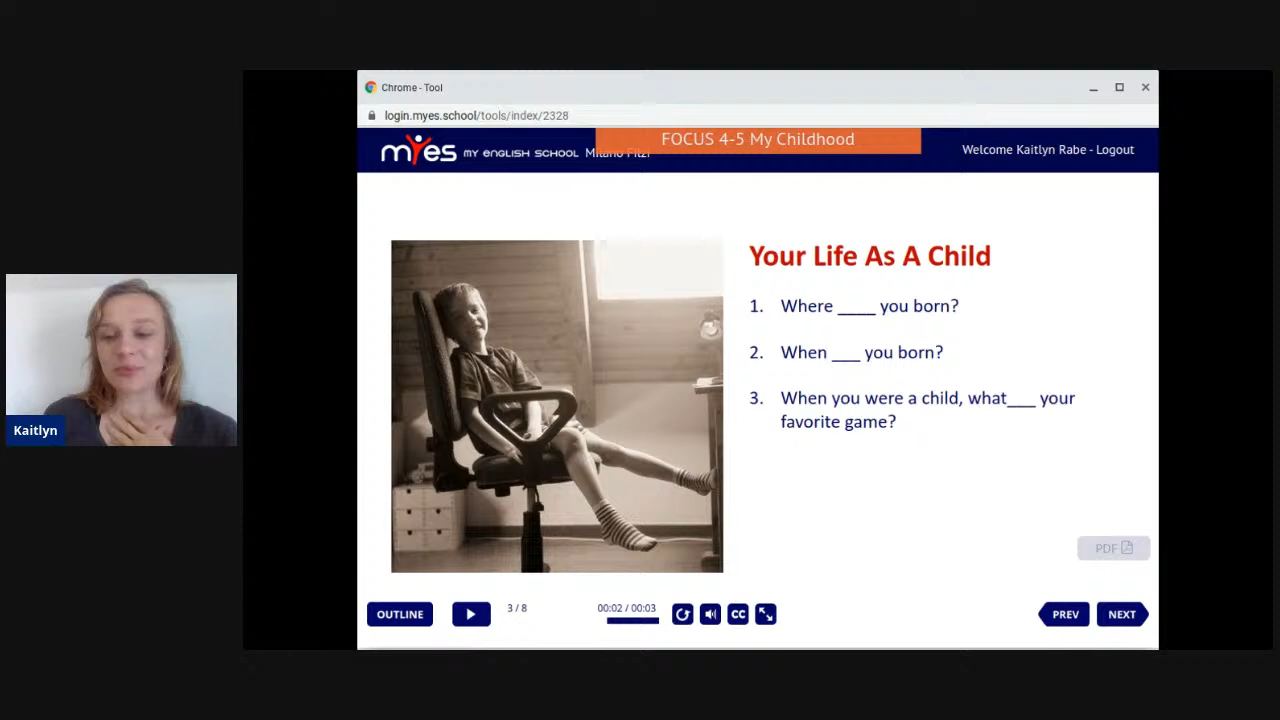 Chrome - Tool
login.myes.school/tools/index/2328
FOCUS 4-5 My Childhood
myes MY ENGLISH SCHOOL Milano
Welcome Kaitlyn Rabe - Logout
Your Life As A Child
1. Where ____ you born?
2. When ___ you born?
3. When you were a child, what___ your
favorite game?
Kaitlyn
PDF
OUTLINE
3 / 8
00:02 / 00:03
CC
PREV
NEXT